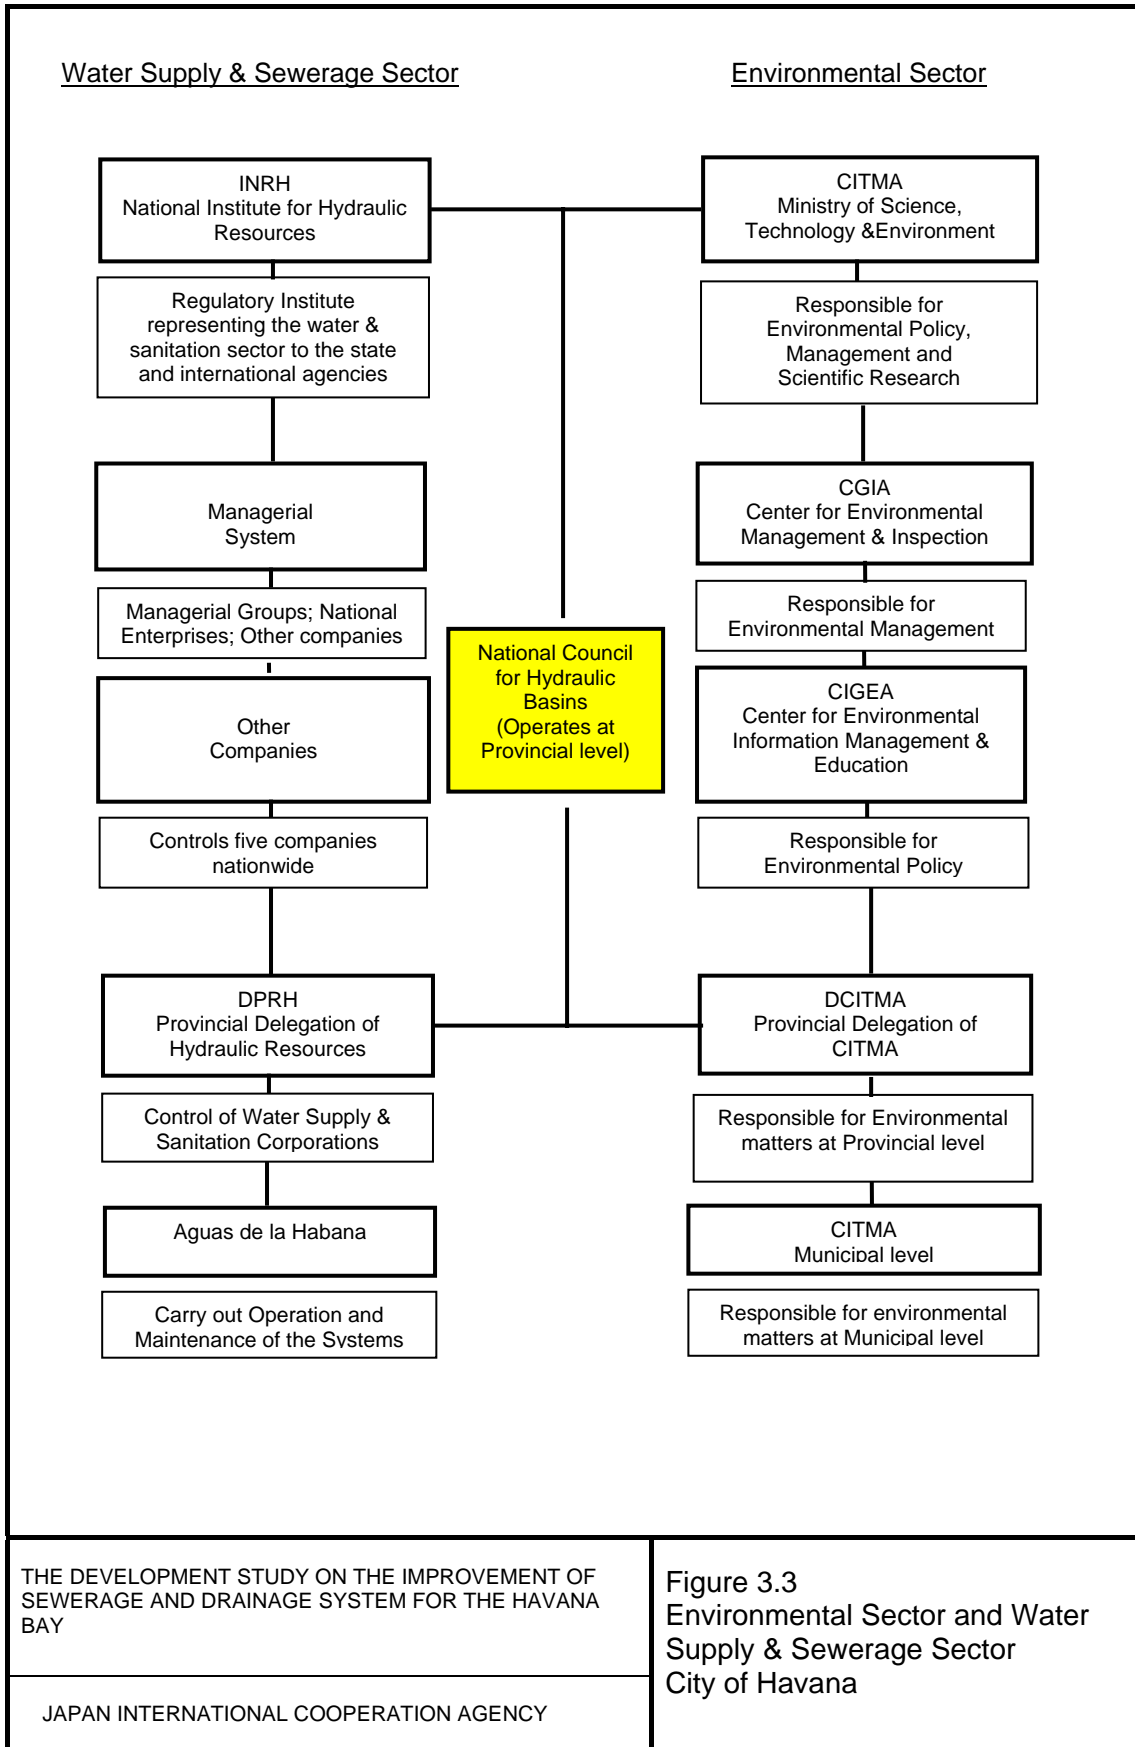 Water Supply & Sewerage Sector
Environmental Sector
INRH
National Institute for Hydraulic
Resources
CITMA
Ministry of Science,
Technology &Environment
Regulatory Institute
representing the water &
sanitation sector to the state
and international agencies
Responsible for
Environmental Policy,
Management and
Scientific Research
Managerial
System
CGIA
Center for Environmental
Management & Inspection
Managerial Groups; National
Enterprises; Other companies
Responsible for
Environmental Management
National Council
for Hydraulic
Basins
(Operates at
Provincial level)
Other
Companies
CIGEA
Center for Environmental
Information Management &
Education
Controls five companies
nationwide
Responsible for
Environmental Policy
DPRH
Provincial Delegation of
Hydraulic Resources
DCITMA
Provincial Delegation of
CITMA
Control of Water Supply &
Sanitation Corporations
Responsible for Environmental
matters at Provincial level
Aguas de la Habana
CITMA
Municipal level
Carry out Operation and
Maintenance of the Systems
Responsible for environmental
matters at Municipal level
THE DEVELOPMENT STUDY ON THE IMPROVEMENT OF
SEWERAGE AND DRAINAGE SYSTEM FOR THE HAVANA
BAY
JAPAN INTERNATIONAL COOPERATION AGENCY
Figure 3.3
Environmental Sector and Water
Supply & Sewerage Sector
City of Havana